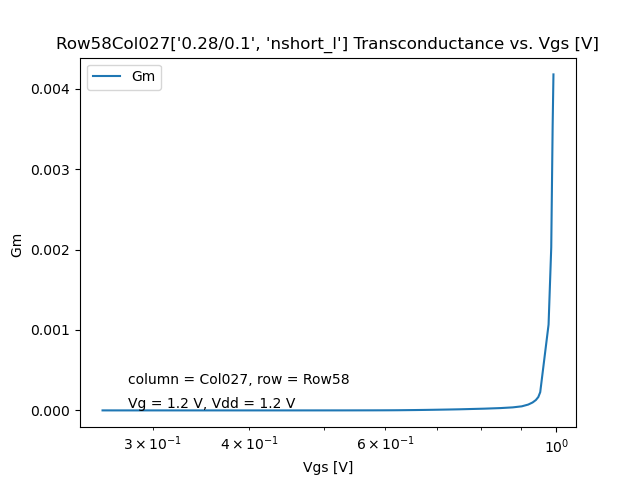 Row58Col027['0.28/0.1', 'nshort_l'] Transconductance vs. Vgs [V]
Gm
0.004
0.003
0.002
0.001
0.000
Gm
column = Col027, row = Row58
Vg = 1.2 V, Vdd = 1.2 V
3 × 10⁻¹
4 × 10⁻¹
6 × 10⁻¹
10⁰
Vgs [V]